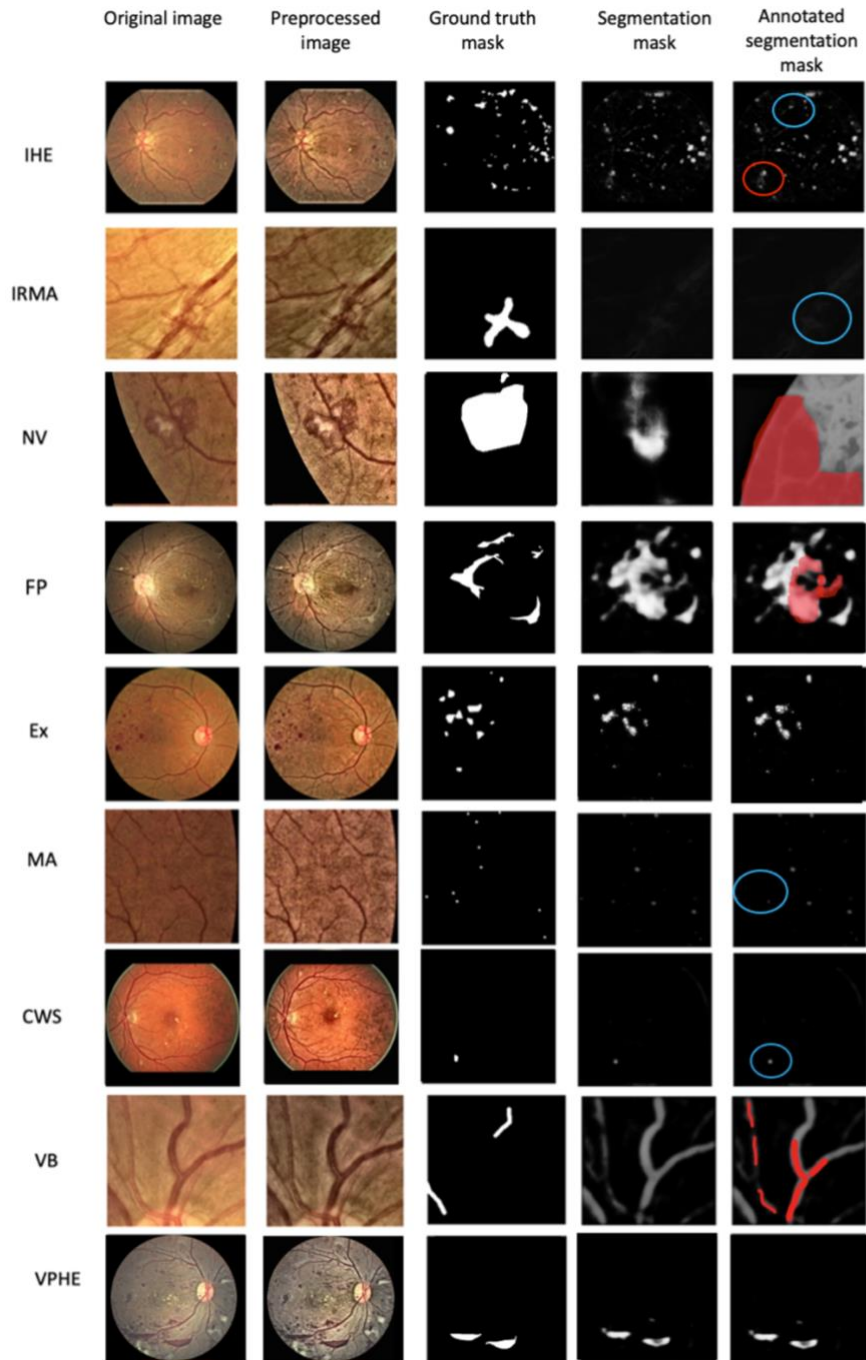 Original image
Preprocessed
image
Ground truth
mask
Segmentation
mask
Annotated
segmentation
mask
IHE
IRMA
NV
FP
Ex
MA
CWS
VB
VPHE